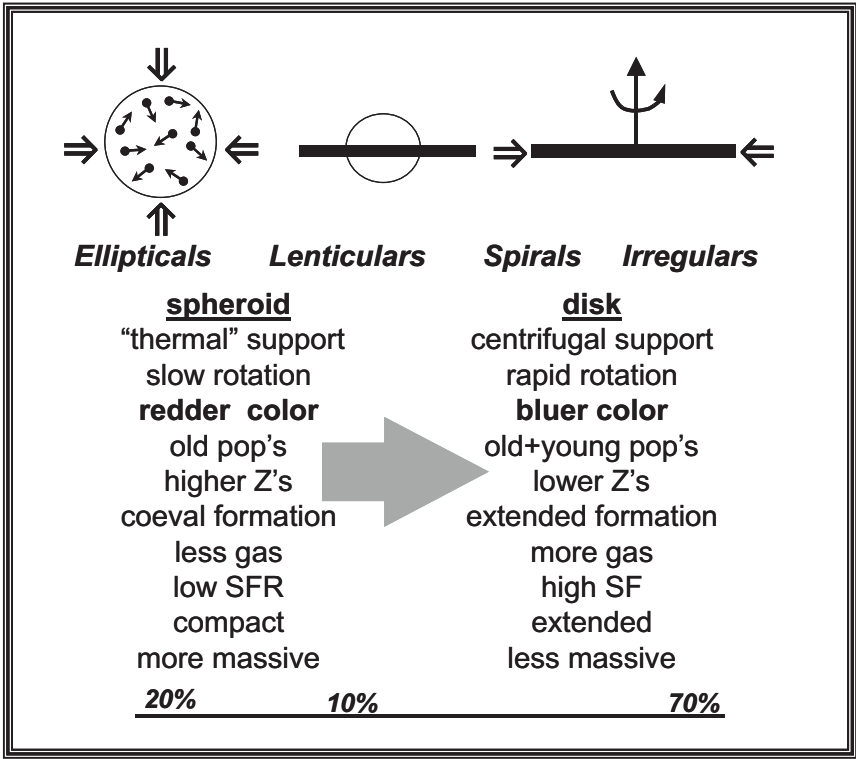 Ellipticals Lenticulars Spirals Irregulars
spheroid disk
“thermal” support centrifugal support
slow rotation rapid rotation
redder color bluer color
old pop’s old+young pop’s
higher Z’s lower Z’s
coeval formation extended formation
less gas more gas
low SFR high SF
compact extended
more massive less massive
20% 10% 70%